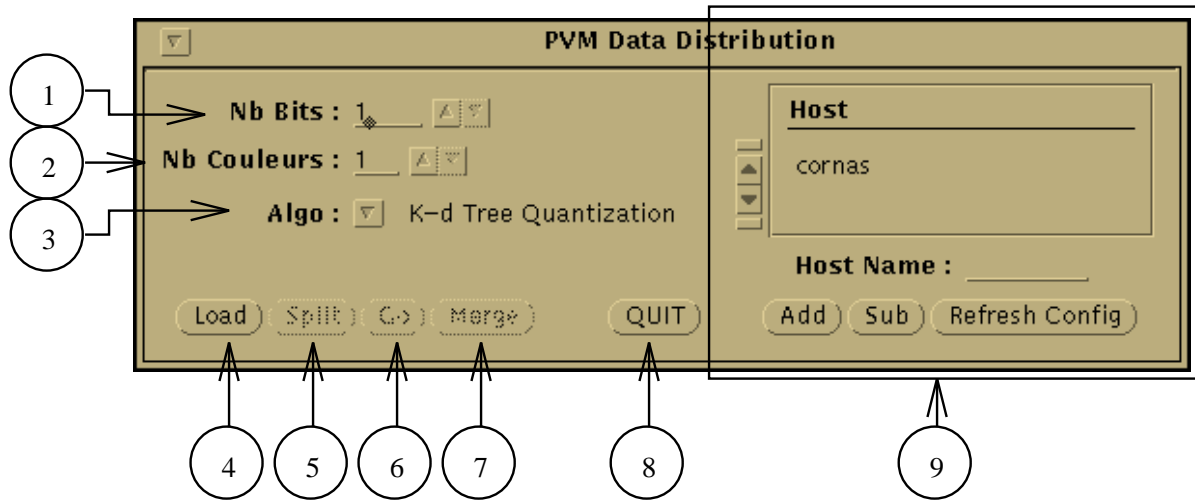 PVM Data Distribution
1
Nb Bits : 1
Host
2
Nb Couleurs : 1
cornas
3
Algo : K-d Tree Quantization
Host Name :
Load Split Go Merge QUIT Add Sub Refresh Config
4 5 6 7 8 9